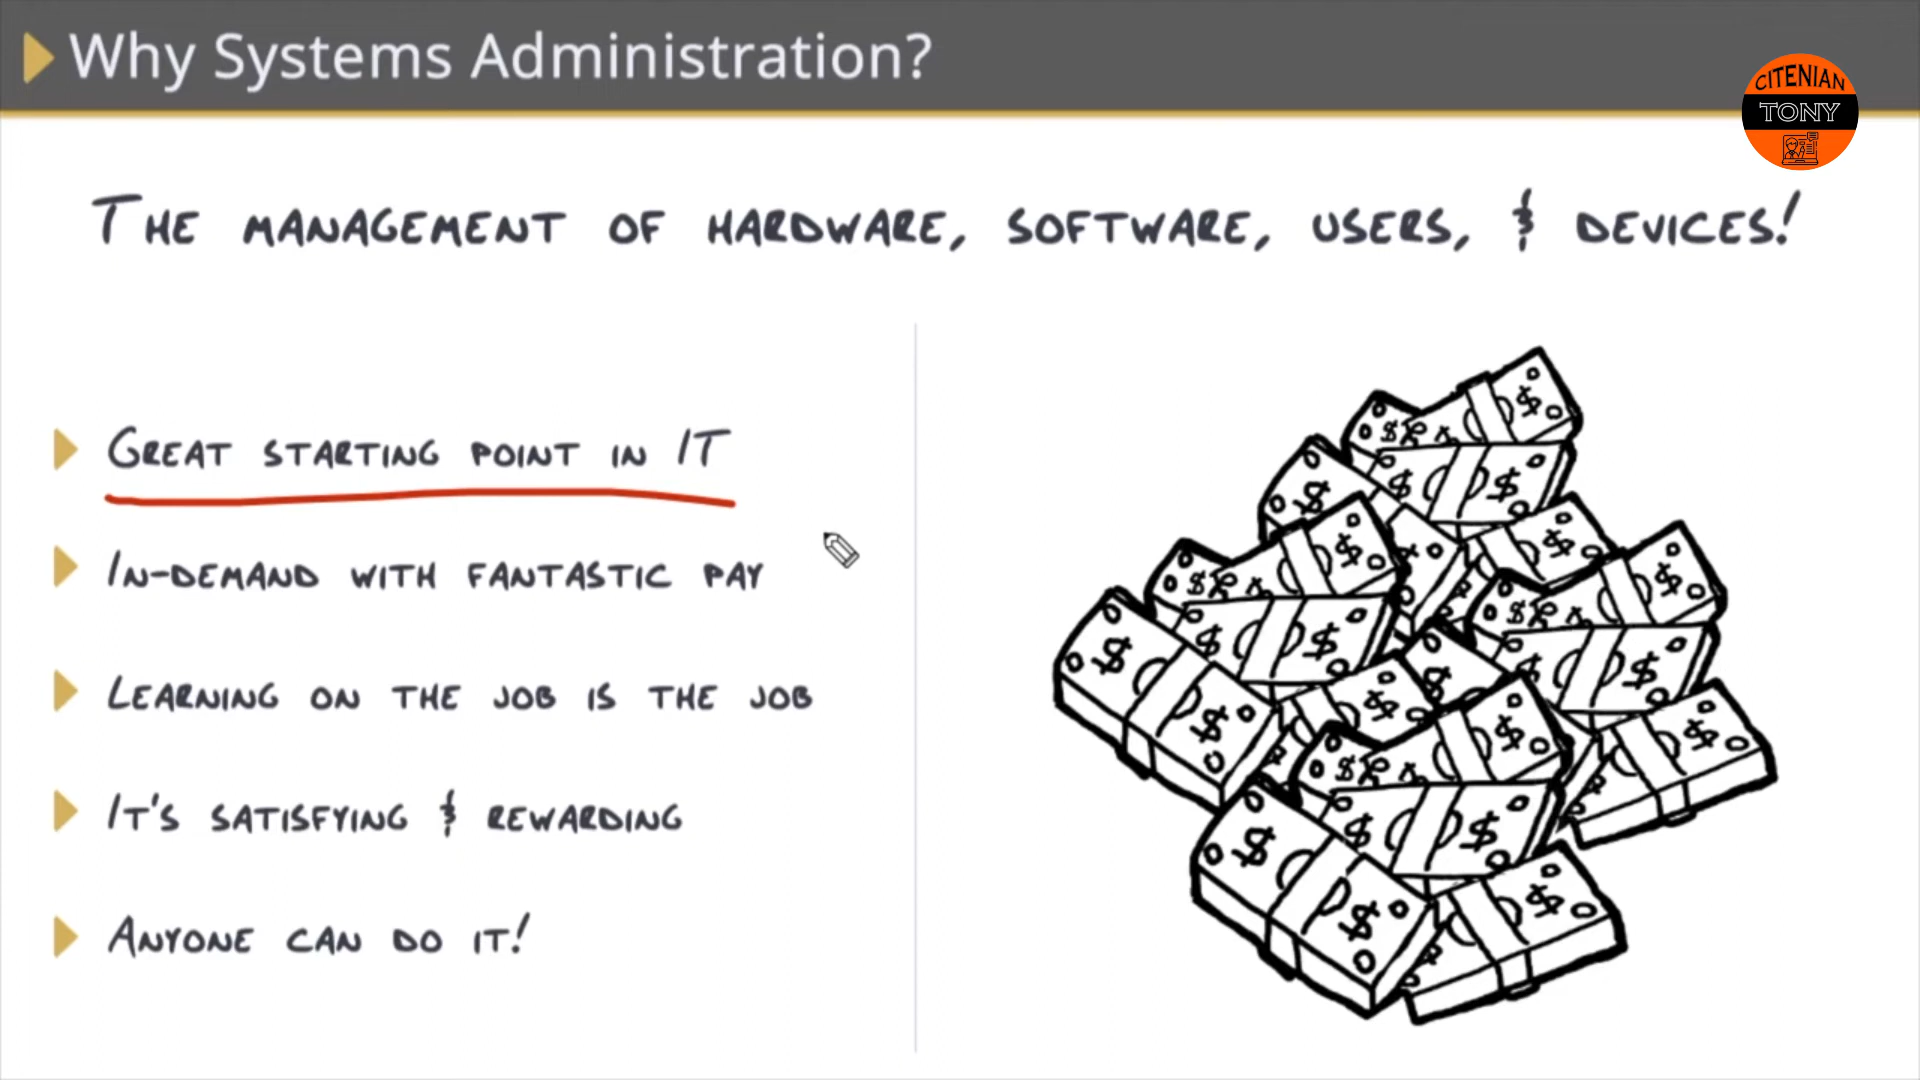 Why Systems Administration?
CITENIAN
TONY
THE MANAGEMENT OF HARDWARE, SOFTWARE, USERS, & DEVICES!
GREAT STARTING POINT IN IT
IN-DEMAND WITH FANTASTIC PAY
LEARNING ON THE JOB IS THE JOB
IT'S SATISFYING & REWARDING
ANYONE CAN DO IT!